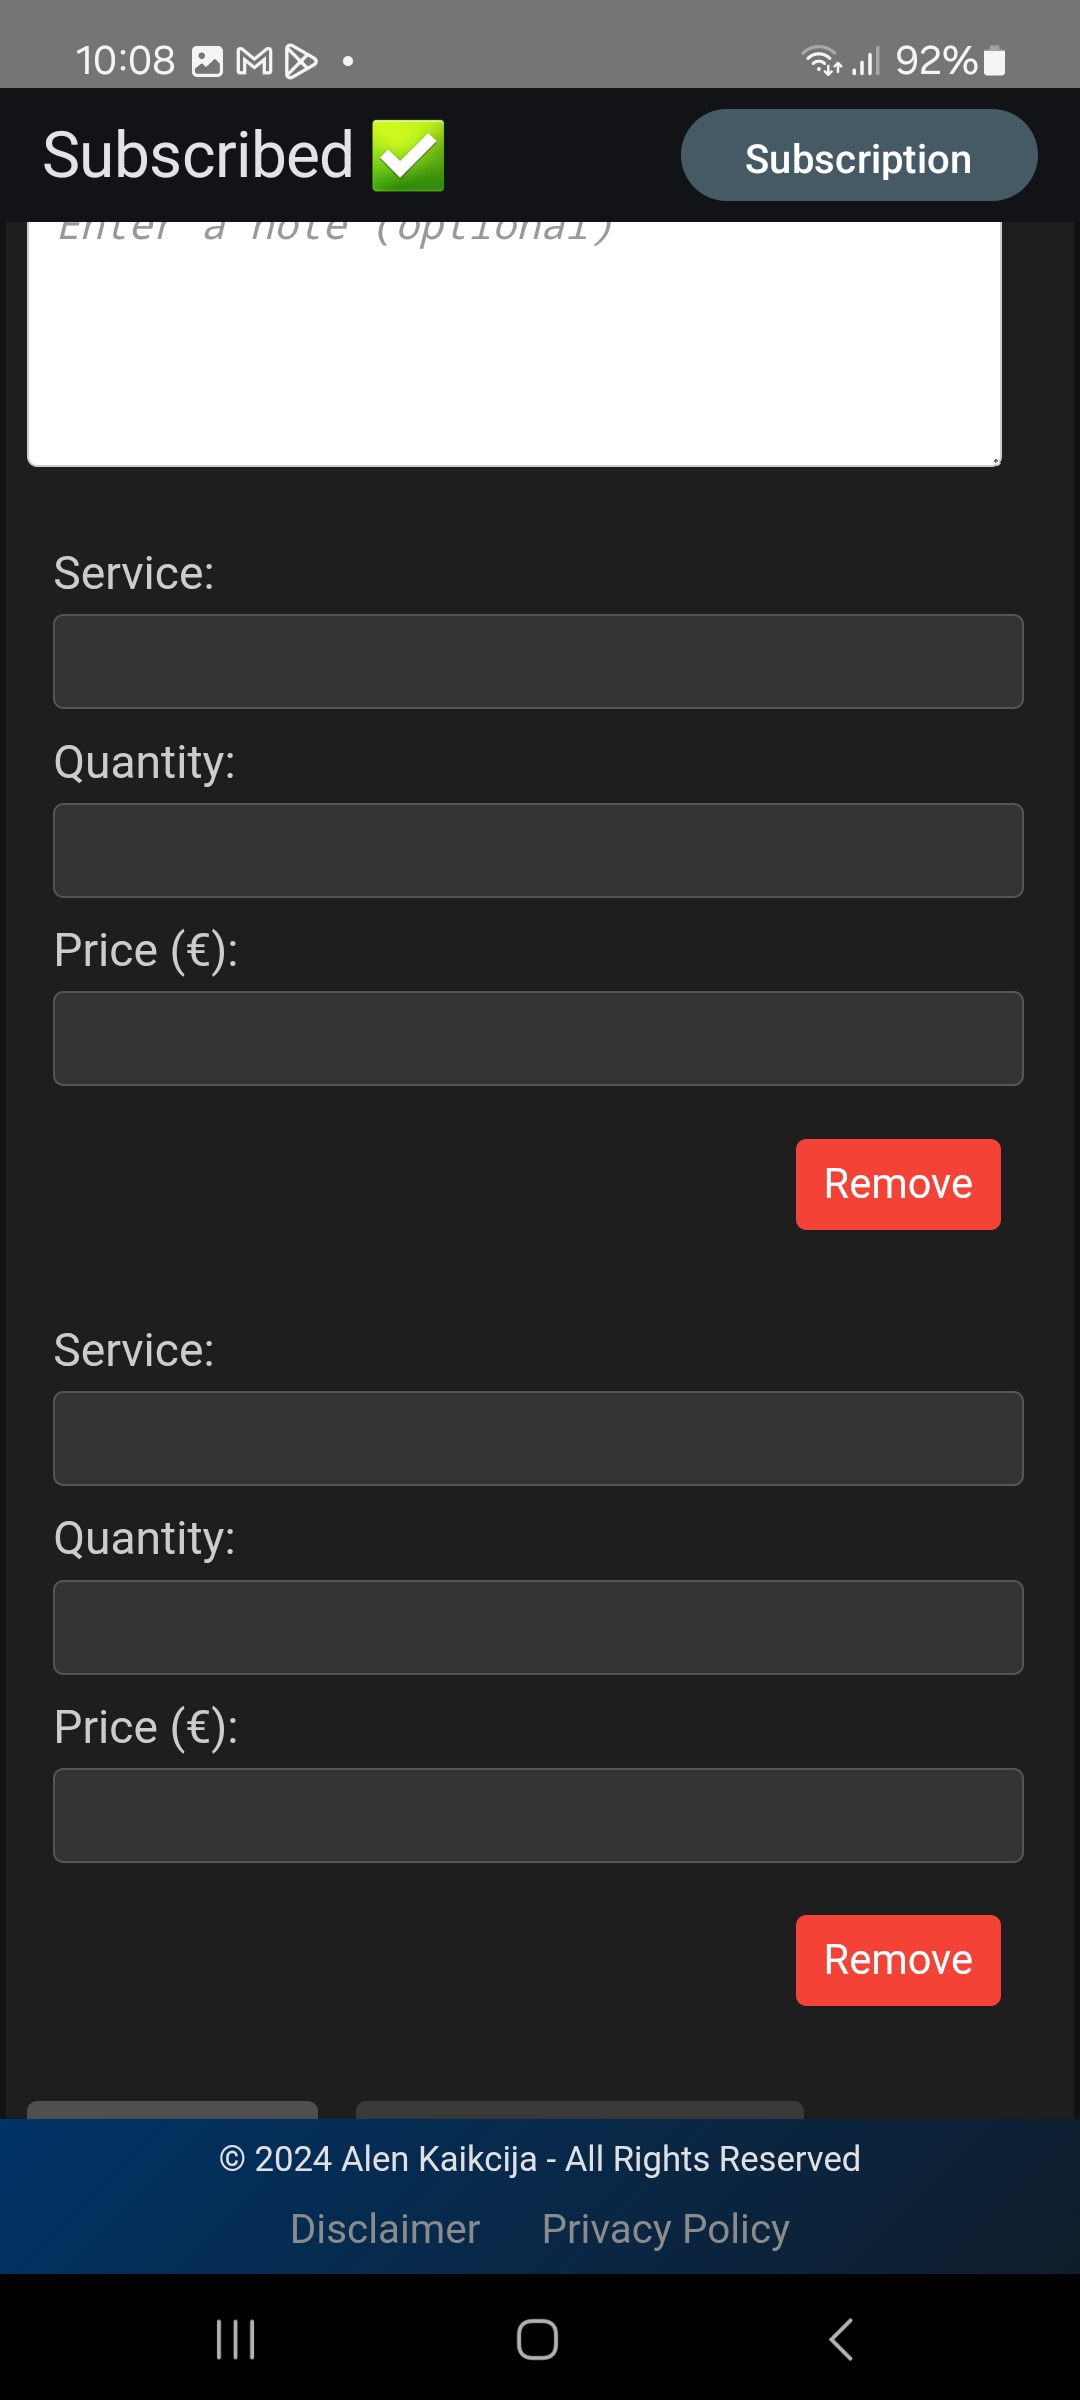 10:08
92%
Subscribed
Subscription
Enter a note (optional)
Service:
Quantity:
Price (€):
Remove
Service:
Quantity:
Price (€):
Remove
© 2024 Alen Kaikcija - All Rights Reserved
Disclaimer Privacy Policy